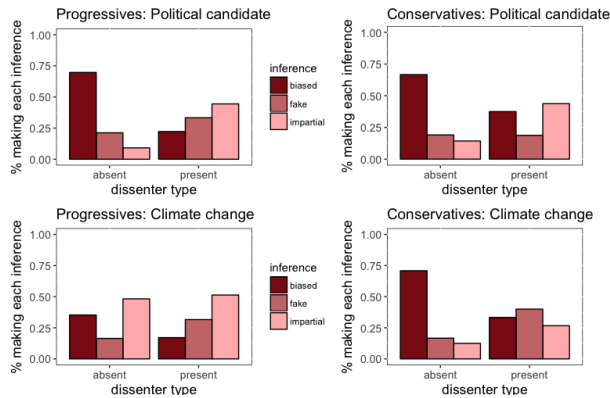 Progressives: Political candidate
% making each inference
1.00
0.75
0.50
0.25
0.00
absent
present
dissenter type
inference
biased
fake
impartial
Conservatives: Political candidate
% making each inference
1.00
0.75
0.50
0.25
0.00
absent
present
dissenter type
Progressives: Climate change
% making each inference
1.00
0.75
0.50
0.25
0.00
absent
present
dissenter type
inference
biased
fake
impartial
Conservatives: Climate change
% making each inference
1.00
0.75
0.50
0.25
0.00
absent
present
dissenter type